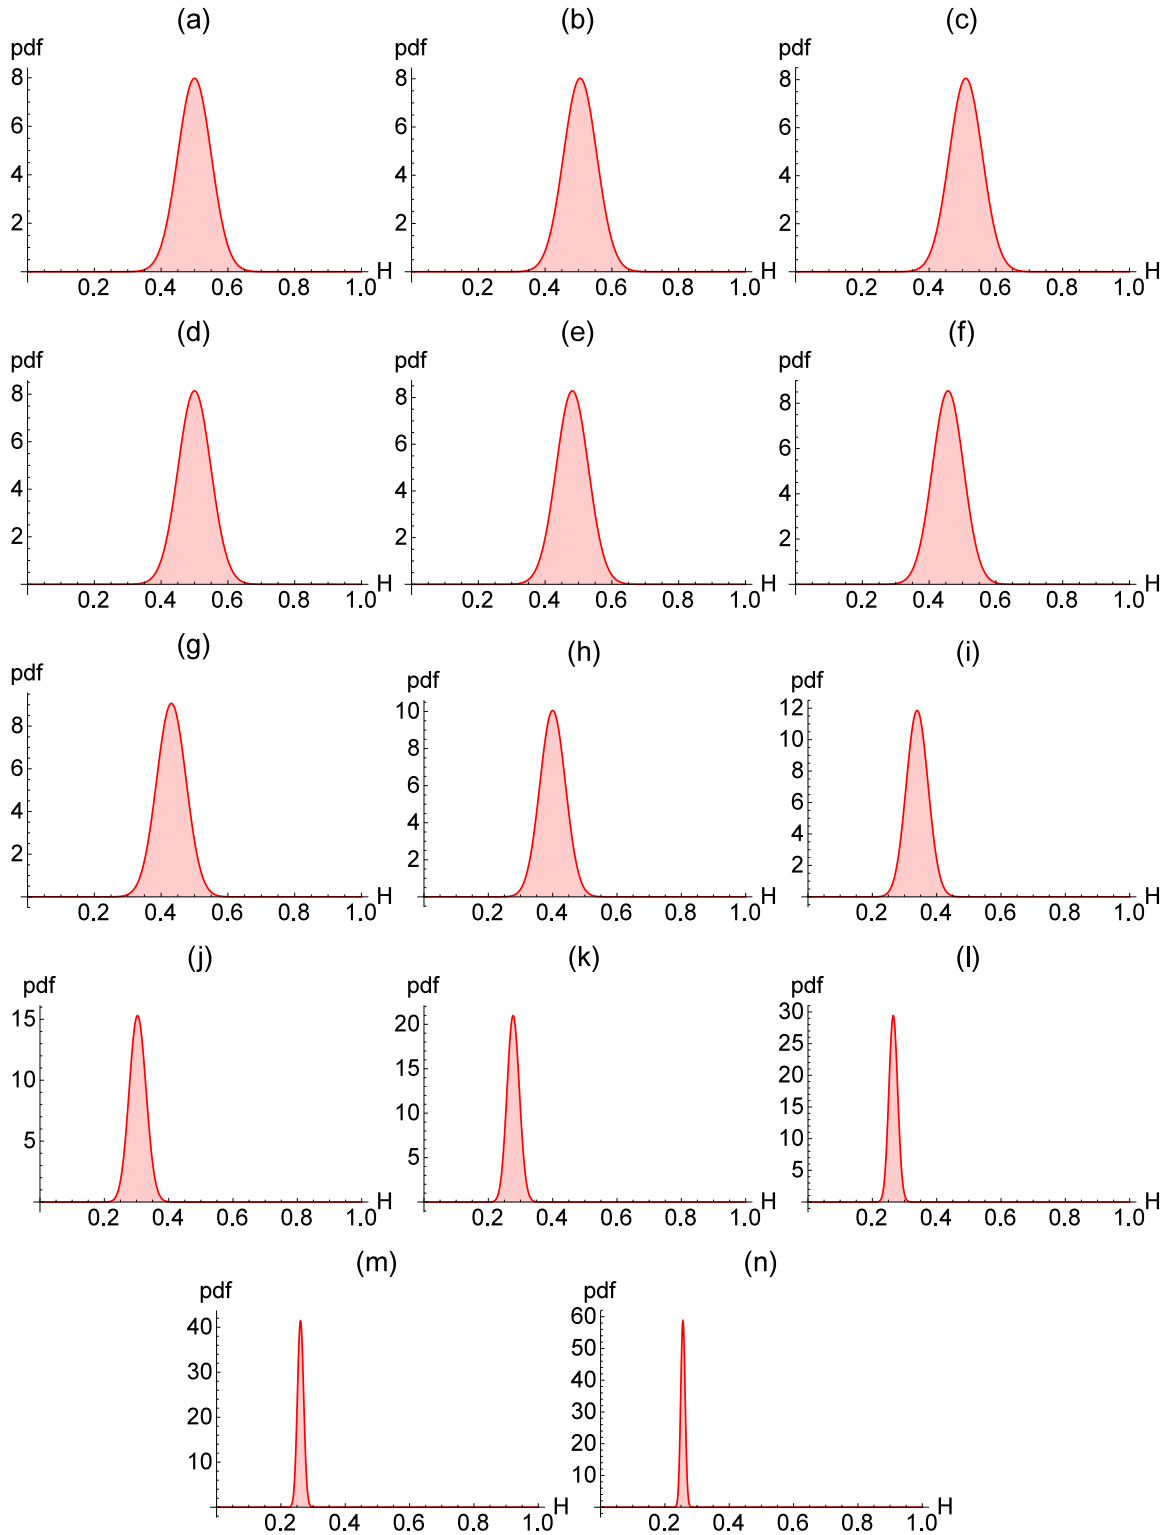 (a) (b) (c)
pdf pdf pdf
8 8 8
6 6 6
4 4 4
2 2 2
0.2 0.4 0.6 0.8 1.0 H 0.2 0.4 0.6 0.8 1.0 H 0.2 0.4 0.6 0.8 1.0 H
(d) (e) (f)
pdf pdf pdf
8 8 8
6 6 6
4 4 4
2 2 2
0.2 0.4 0.6 0.8 1.0 H 0.2 0.4 0.6 0.8 1.0 H 0.2 0.4 0.6 0.8 1.0 H
(g) (h) (i)
pdf pdf pdf
8 10 12
6 8 10
4 6 8
2 4 6
2 4
2
0.2 0.4 0.6 0.8 1.0 H 0.2 0.4 0.6 0.8 1.0 H 0.2 0.4 0.6 0.8 1.0 H
(j) (k) (l)
pdf pdf pdf
15 20 30
10 15 25
5 10 20
5 15
10
5
0.2 0.4 0.6 0.8 1.0 H 0.2 0.4 0.6 0.8 1.0 H 0.2 0.4 0.6 0.8 1.0 H
(m) (n)
pdf pdf
40 60
30 50
20 40
10 30
20
10
0.2 0.4 0.6 0.8 1.0 H 0.2 0.4 0.6 0.8 1.0 H